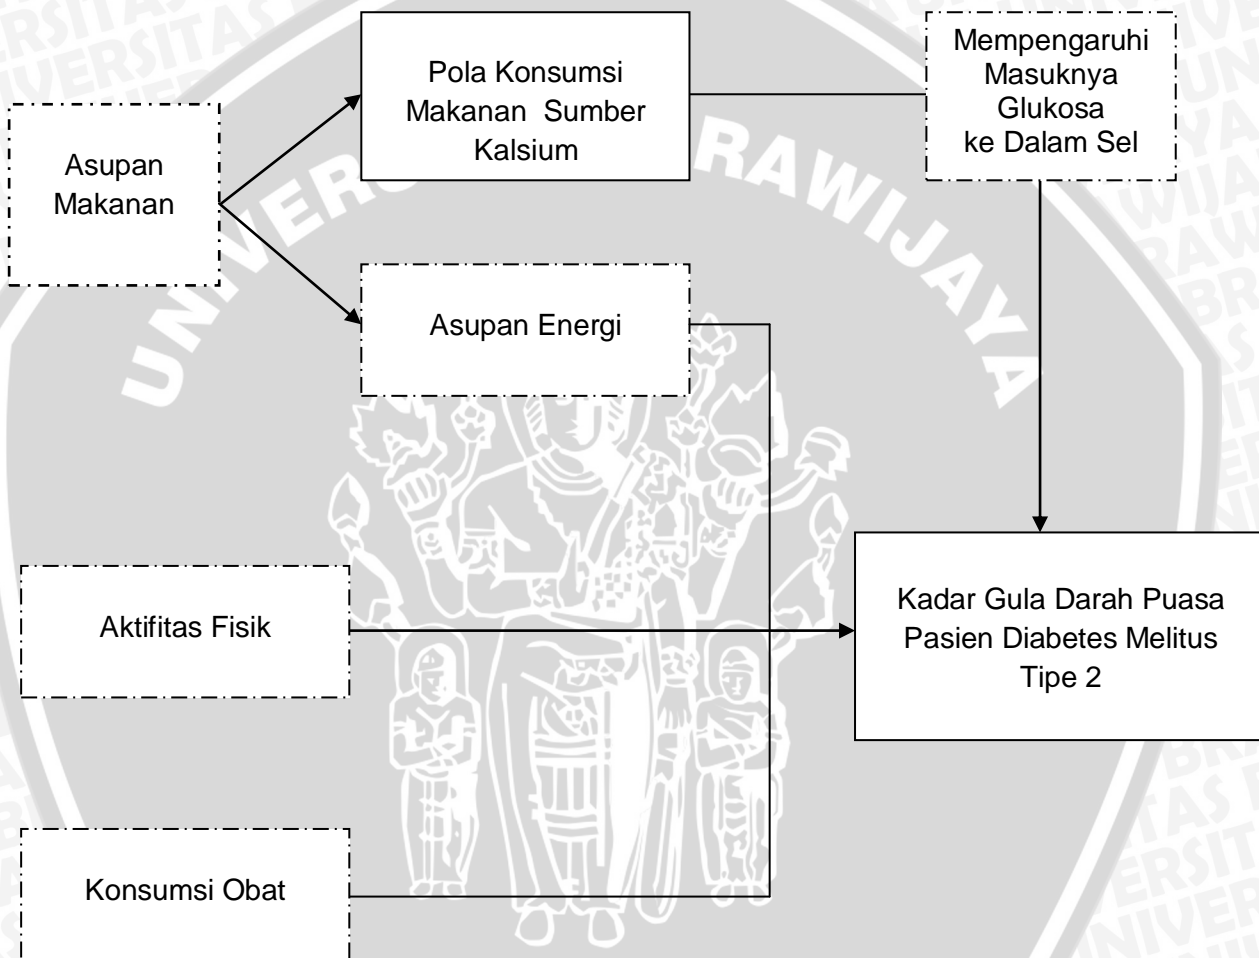 Asupan
Makanan
Pola Konsumsi
Makanan Sumber
Kalsium
Mempengaruhi
Masuknya
Glukosa
ke Dalam Sel
Asupan Energi
Aktifitas Fisik
Kadar Gula Darah Puasa
Pasien Diabetes Melitus
Tipe 2
Konsumsi Obat